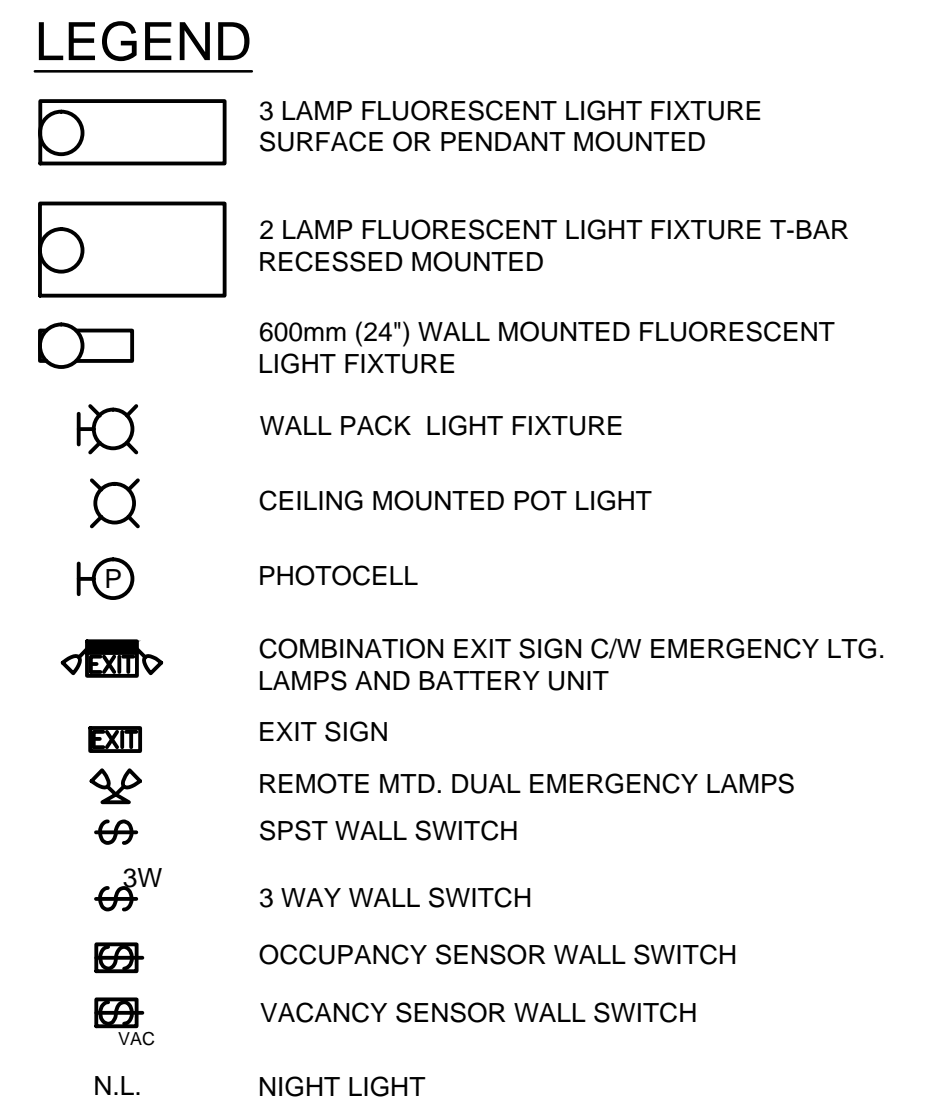 LEGEND
3 LAMP FLUORESCENT LIGHT FIXTURE
SURFACE OR PENDANT MOUNTED
2 LAMP FLUORESCENT LIGHT FIXTURE T-BAR
RECESSED MOUNTED
600mm (24") WALL MOUNTED FLUORESCENT
LIGHT FIXTURE
WALL PACK LIGHT FIXTURE
CEILING MOUNTED POT LIGHT
P PHOTOCELL
EXIT COMBINATION EXIT SIGN C/W EMERGENCY LTG.
LAMPS AND BATTERY UNIT
EXIT EXIT SIGN
REMOTE MTD. DUAL EMERGENCY LAMPS
$ SPST WALL SWITCH
$ 3W 3 WAY WALL SWITCH
$ OCCUPANCY SENSOR WALL SWITCH
$ VAC VACANCY SENSOR WALL SWITCH
N.L. NIGHT LIGHT